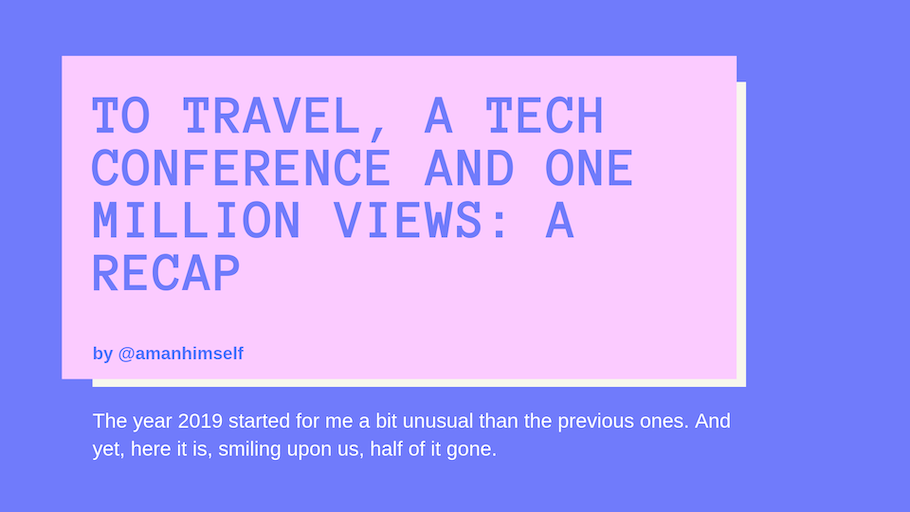 TO TRAVEL, A TECH
CONFERENCE AND ONE
MILLION VIEWS: A
RECAP
by @amanhimself
The year 2019 started for me a bit unusual than the previous ones. And
yet, here it is, smiling upon us, half of it gone.